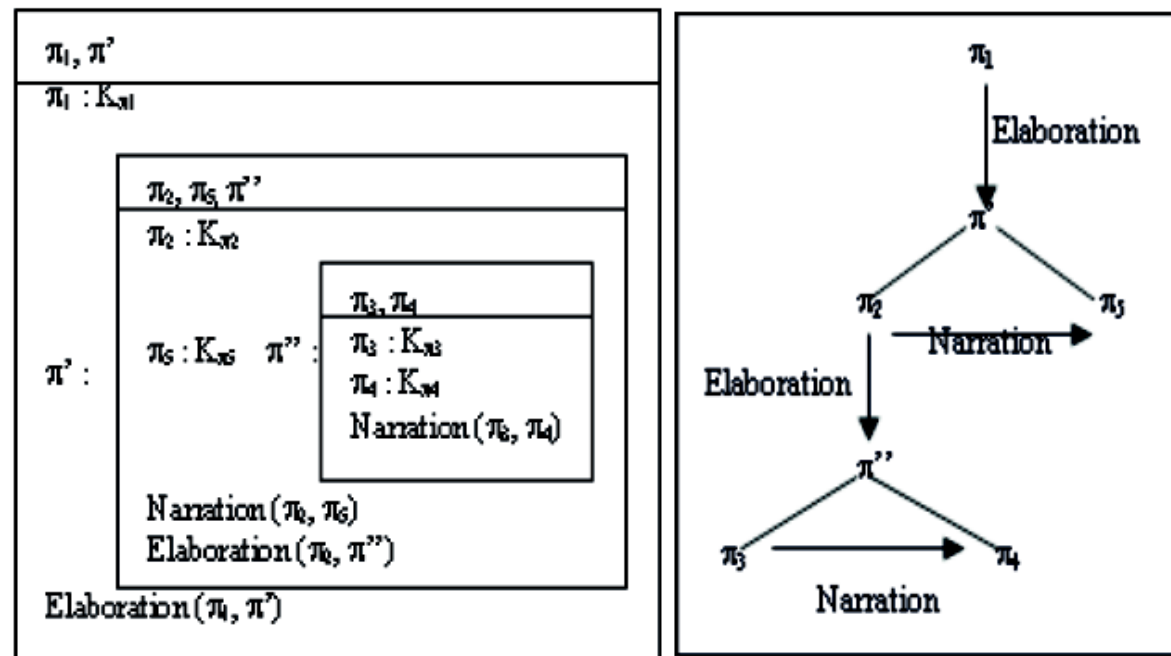 π₁, π’
π₁ : Kπ₁
π₂, π₅, π’’
π₂ : Kπ₂
π₃, π₄
π’ :
π₅ : Kπ₅ π’’ :
π₃ : Kπ₃
π₄ : Kπ₄
Narration (π₃, π₄)
Narration (π₂, π₅)
Elaboration (π₂, π’’)
Elaboration (π₁, π’)
π₁
Elaboration
π’
π₂ π₅
Narration
Elaboration
π’’
π₃ π₄
Narration